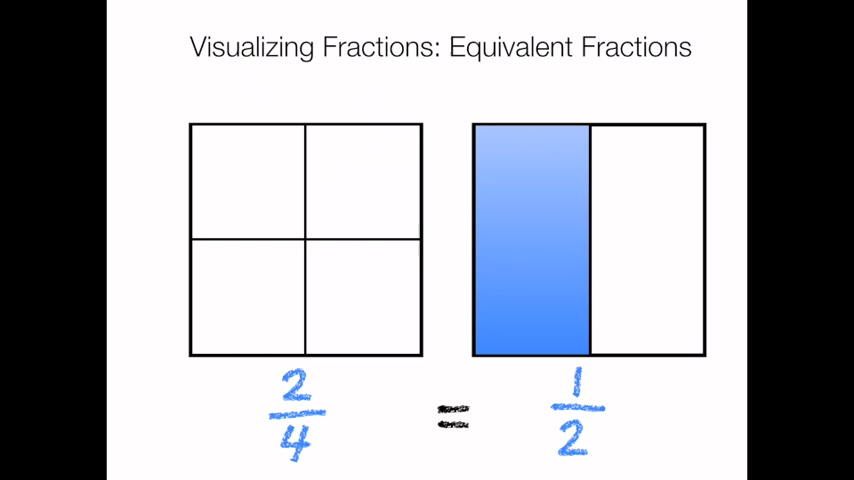 Visualizing Fractions: Equivalent Fractions
2/4 = 1/2